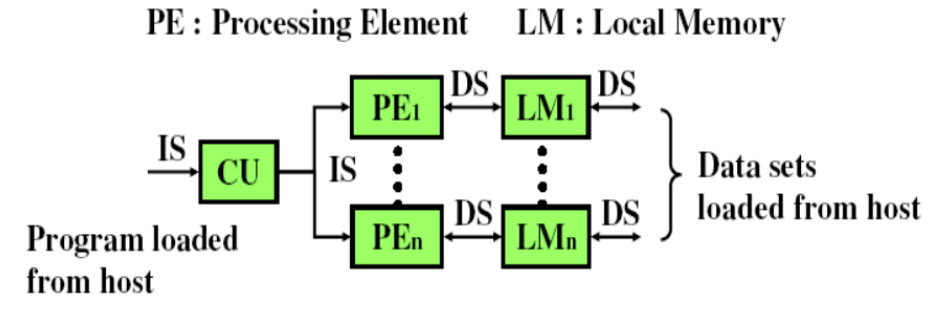 PE : Processing Element LM : Local Memory
DS DS
PE1 LM1
IS
CU IS
Data sets
loaded from host
DS DS
PEn LMn
Program loaded
from host